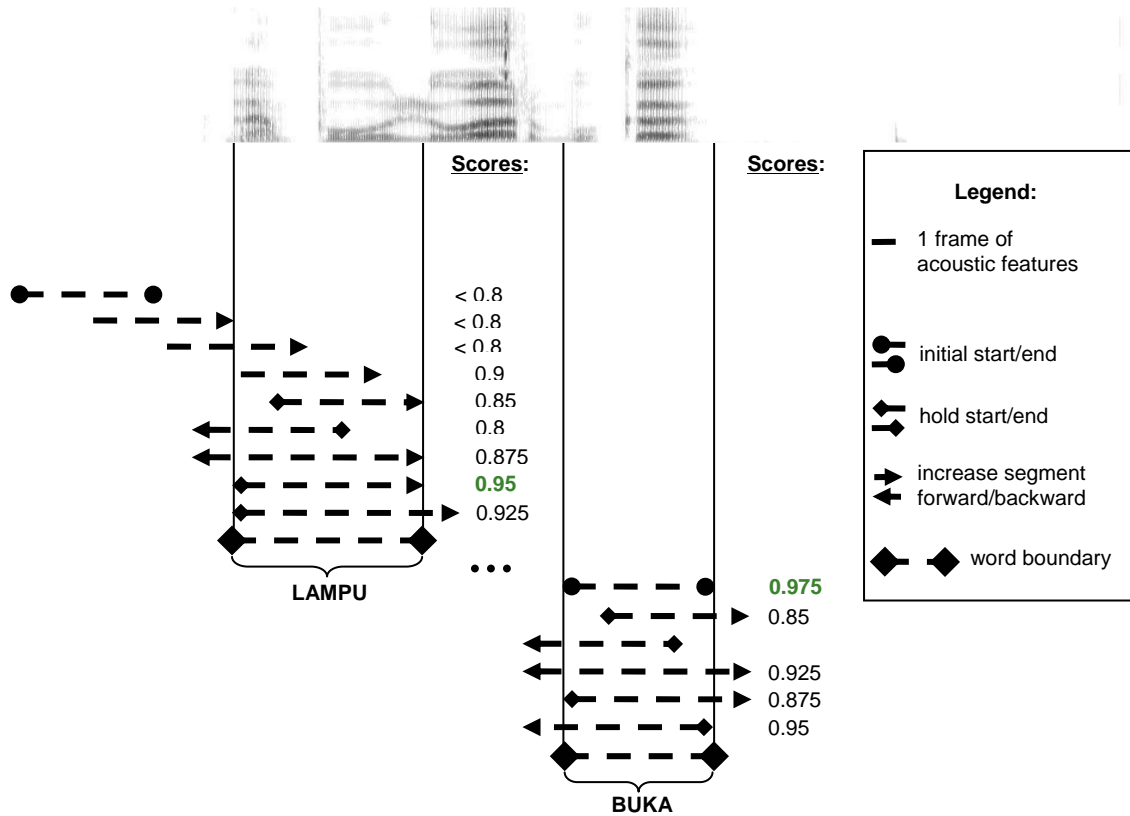 Scores:
< 0.8
< 0.8
< 0.8
0.9
0.85
0.8
0.875
0.95
0.925
LAMPU
...
Scores:
0.975
0.85
0.925
0.875
0.95
BUKA
Legend:
1 frame of
acoustic features
initial start/end
hold start/end
increase segment
forward/backward
word boundary